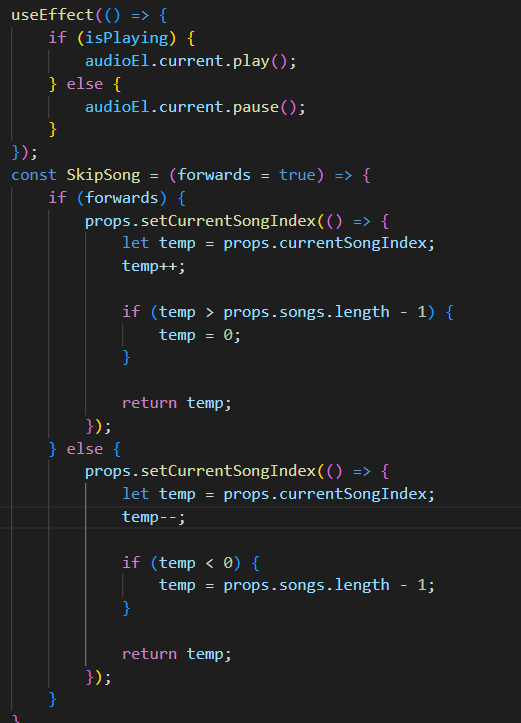 useEffect(() => {
    if (isPlaying) {
        audioEl.current.play();
    } else {
        audioEl.current.pause();
    }
});
const SkipSong = (forwards = true) => {
    if (forwards) {
        props.setCurrentSongIndex(() => {
            let temp = props.currentSongIndex;
            temp++;

            if (temp > props.songs.length - 1) {
                temp = 0;
            }

            return temp;
        });
    } else {
        props.setCurrentSongIndex(() => {
            let temp = props.currentSongIndex;
            temp--;

            if (temp < 0) {
                temp = props.songs.length - 1;
            }

            return temp;
        });
    }
}